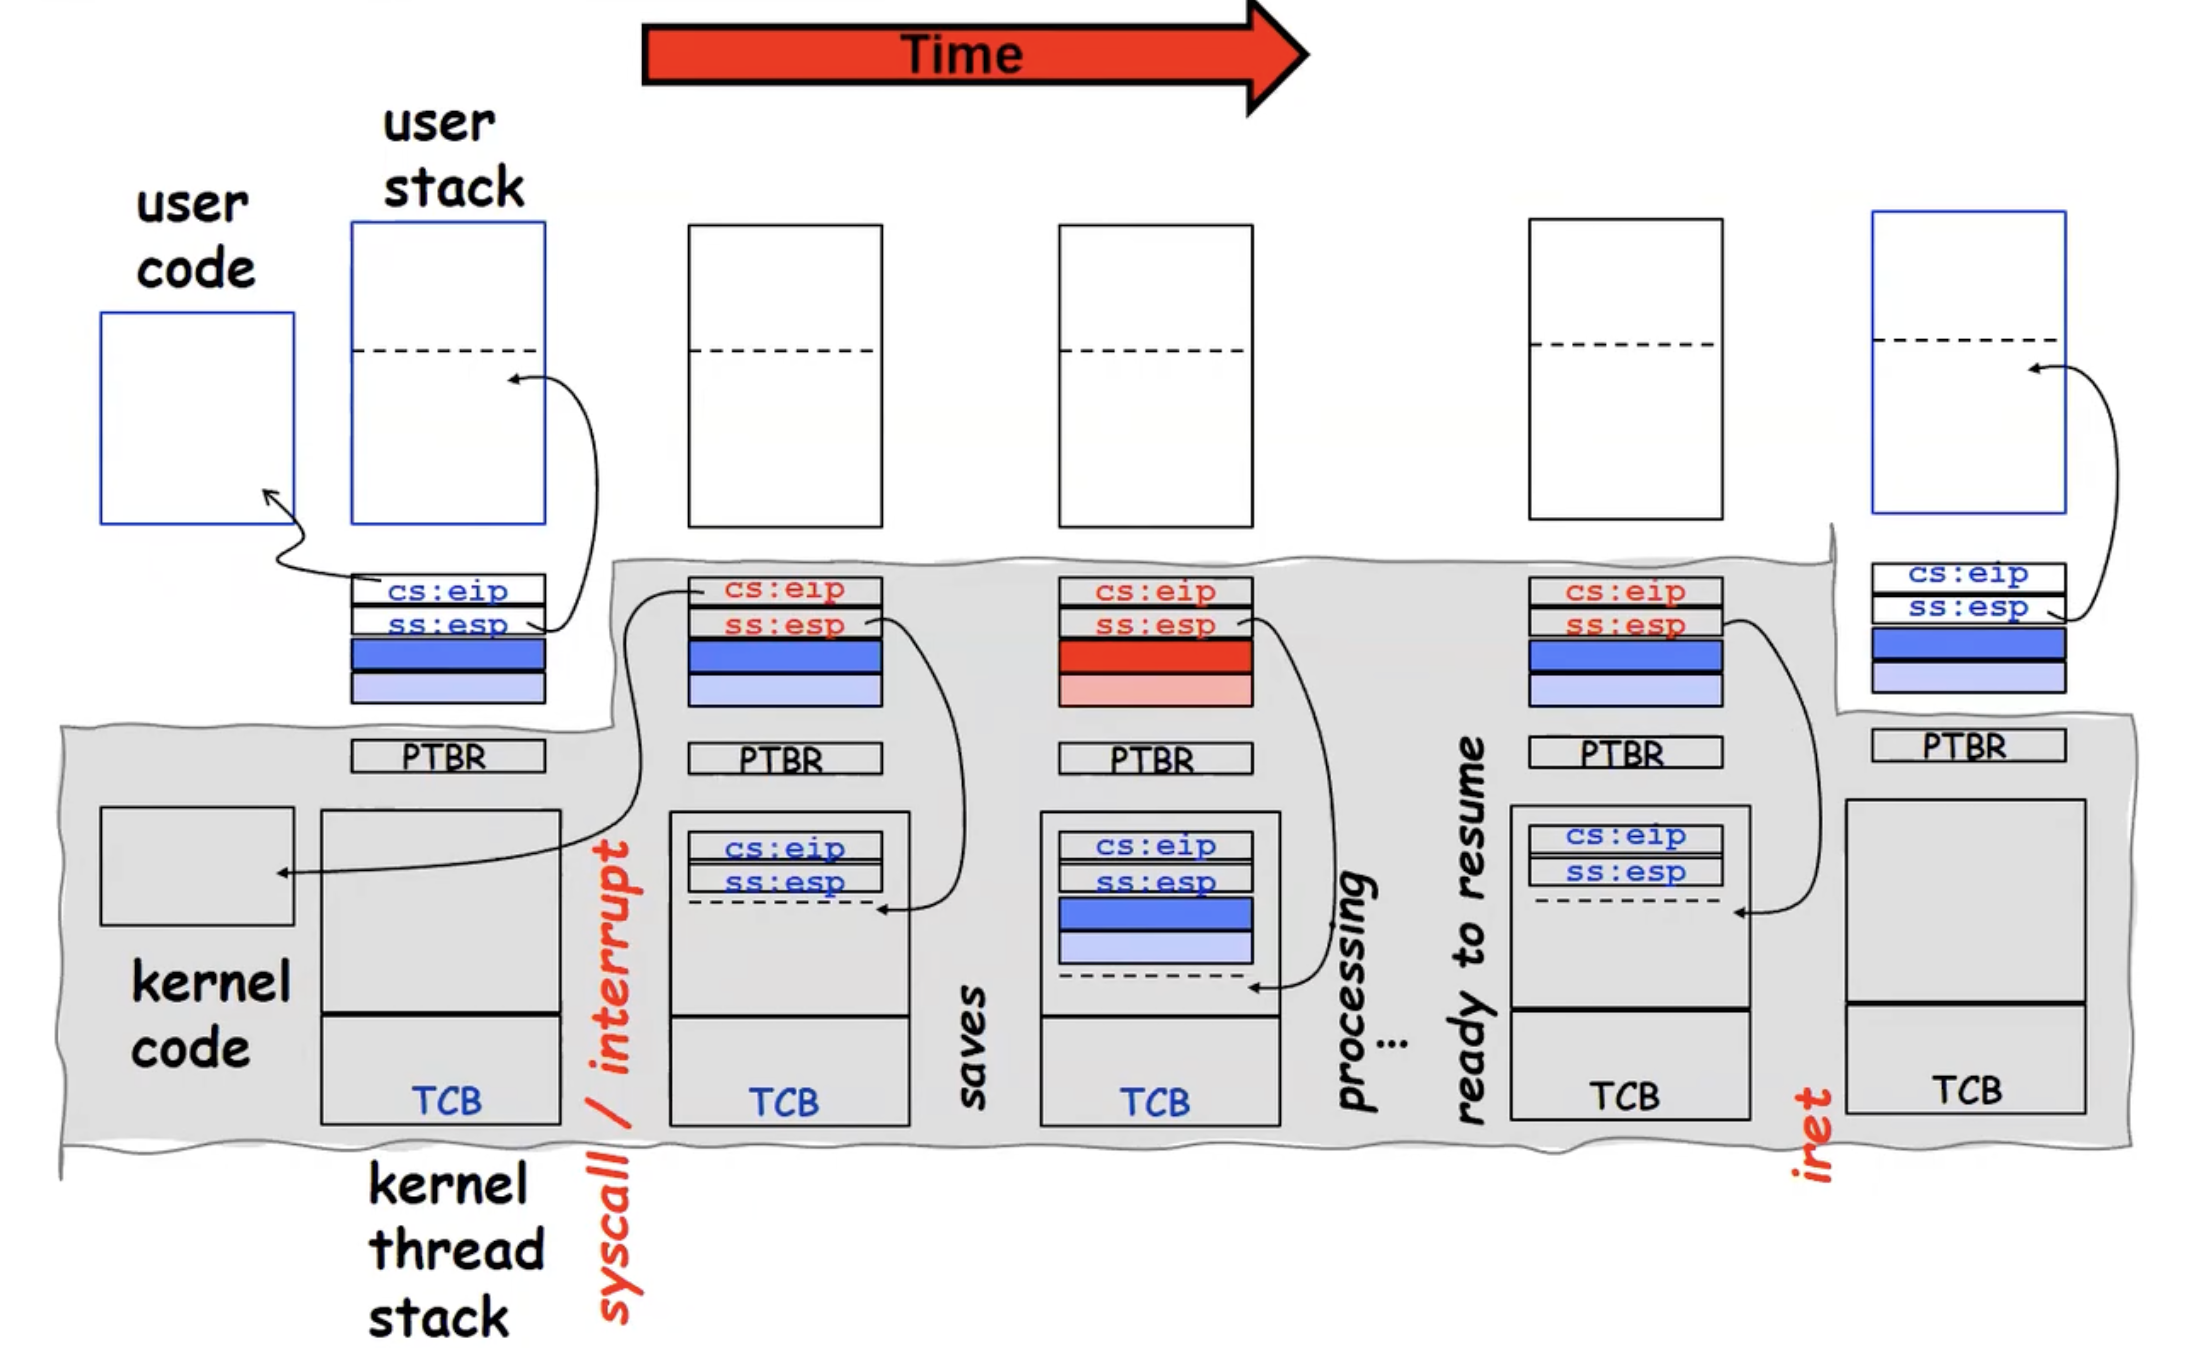 Time
user
stack
user
code
cs:eip
ss:esp
cs:eip
ss:esp
cs:eip
ss:esp
cs:eip
ss:esp
cs:eip
ss:esp
PTBR
PTBR
PTBR
PTBR
PTBR
cs:eip
ss:esp
cs:eip
ss:esp
cs:eip
ss:esp
kernel
code
TCB
TCB
TCB
TCB
TCB
syscall / interrupt
saves
processing
...
ready to resume
iret
kernel
thread
stack